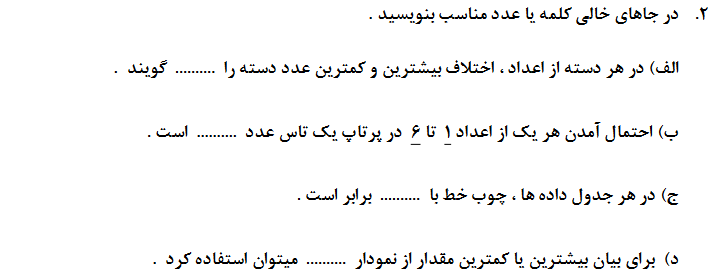 ۲. در جاهای خالی کلمه یا عدد مناسب بنویسید .
الف) در هر دسته از اعداد ، اختلاف بیشترین و کمترین عدد دسته را .......... گویند .
ب) احتمال آمدن هر یک از اعداد ۱ تا ۶ در پرتاپ یک تاس عدد .......... است .
ج) در هر جدول داده ها ، چوب خط با .......... برابر است .
د) برای بیان بیشترین یا کمترین مقدار از نمودار .......... میتوان استفاده کرد .